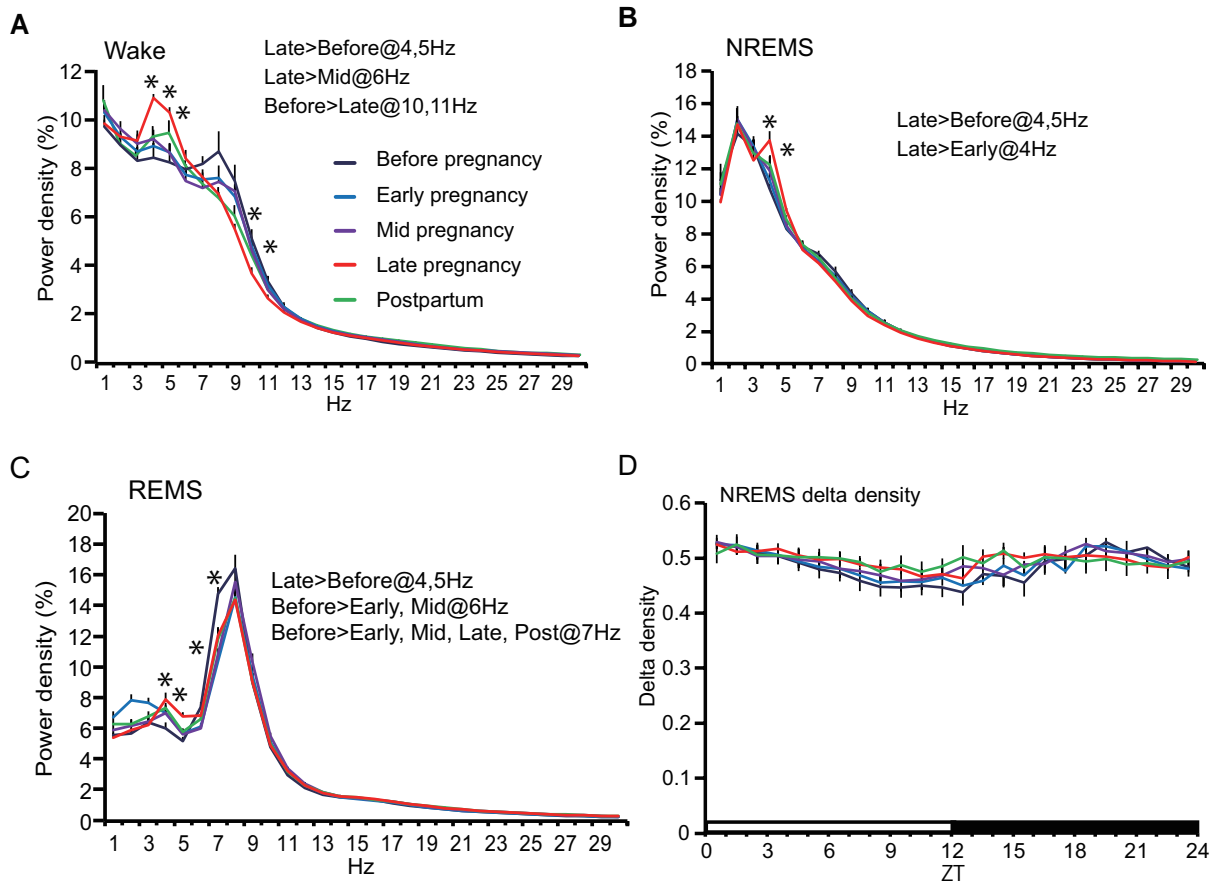 A
Wake
Late>Before@4,5Hz
Late>Mid@6Hz
Before>Late@10,11Hz
Before pregnancy
Early pregnancy
Mid pregnancy
Late pregnancy
Postpartum
* * *
* *
Power density (%)
12
10
8
6
4
2
0
1 3 5 7 9 11 13 15 17 19 21 23 25 27 29
Hz
B
NREMS
Late>Before@4,5Hz
Late>Early@4Hz
* *
Power density (%)
18
16
14
12
10
8
6
4
2
0
1 3 5 7 9 11 13 15 17 19 21 23 25 27 29
Hz
C
REMS
Late>Before@4,5Hz
Before>Early, Mid@6Hz
Before>Early, Mid, Late, Post@7Hz
* * * *
Power density (%)
20
18
16
14
12
10
8
6
4
2
0
1 3 5 7 9 11 13 15 17 19 21 23 25 27 29
Hz
D
NREMS delta density
Delta density
0.6
0.5
0.4
0.3
0.2
0.1
0
0 3 6 9 12 15 18 21 24
ZT